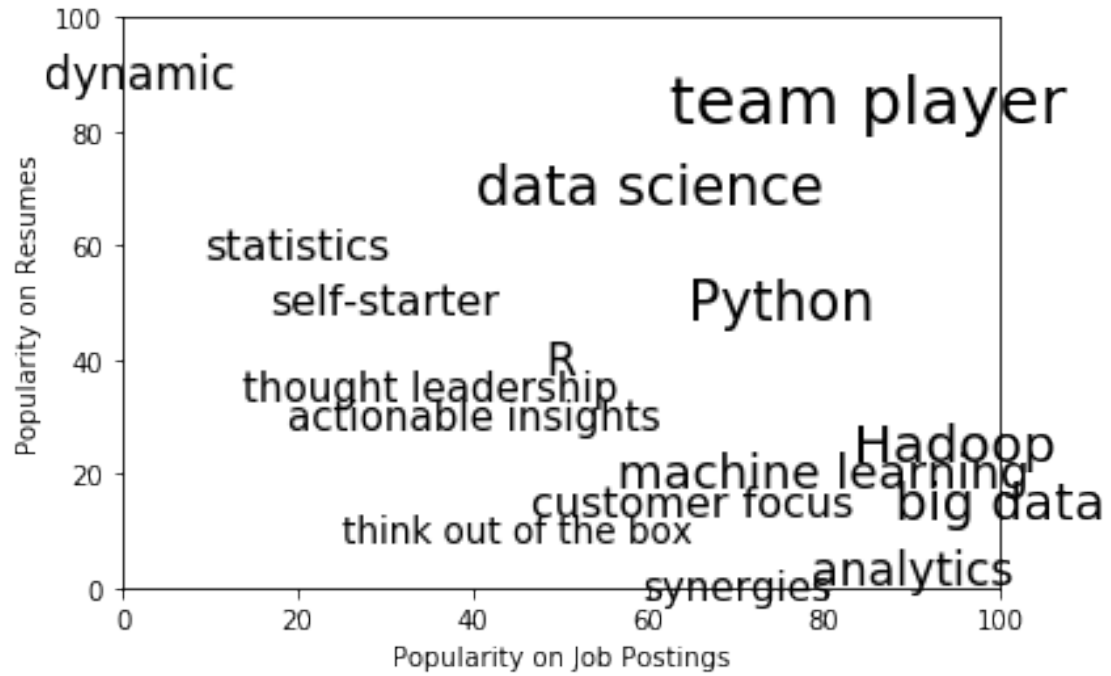 100
dynamic
team player
80
data science
60
statistics
self-starter
Python
40
R
thought leadership
actionable insights
Hadoop
20
machine learning
customer focus
big data
think out of the box
analytics
synergies
0
0 20 40 60 80 100
Popularity on Job Postings
Popularity on Resumes